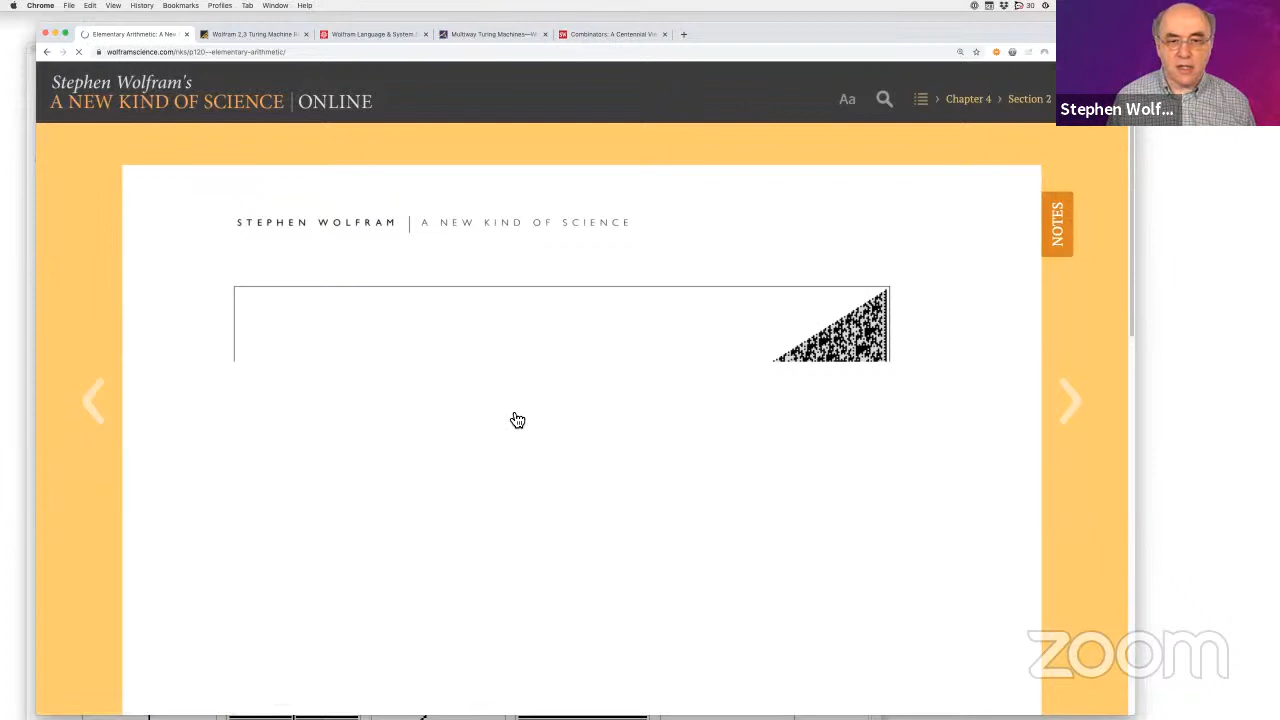 Chrome File Edit View History Bookmarks Profiles Tab Window Help 30
Elementary Arithmetic: A New
Wolfram 2,3 Turing Machine R
Wolfram Language & System
Multiway Turing Machines—W
Combinators: A Centennial Vie
wolframscience.com/nks/p120--elementary-arithmetic/
Stephen Wolf...
Stephen Wolfram's
A NEW KIND OF SCIENCE | ONLINE
Aa
Chapter 4 › Section 2
NOTES
STEPHEN WOLFRAM | A NEW KIND OF SCIENCE
zoom